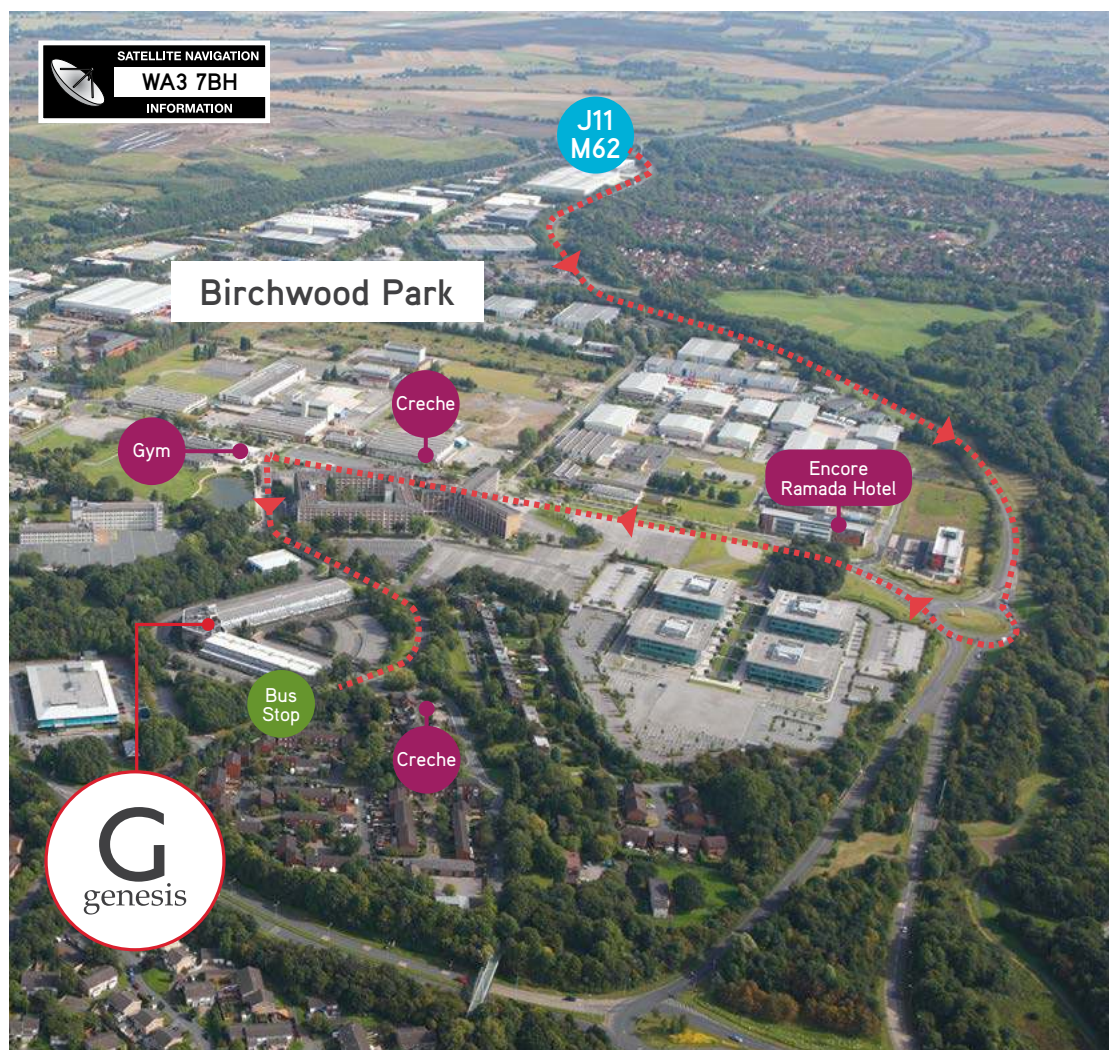 SATELLITE NAVIGATION
WA3 7BH
INFORMATION
J11
M62
Birchwood Park
Creche
Gym
Encore
Ramada Hotel
Bus
Stop
Creche
G
genesis